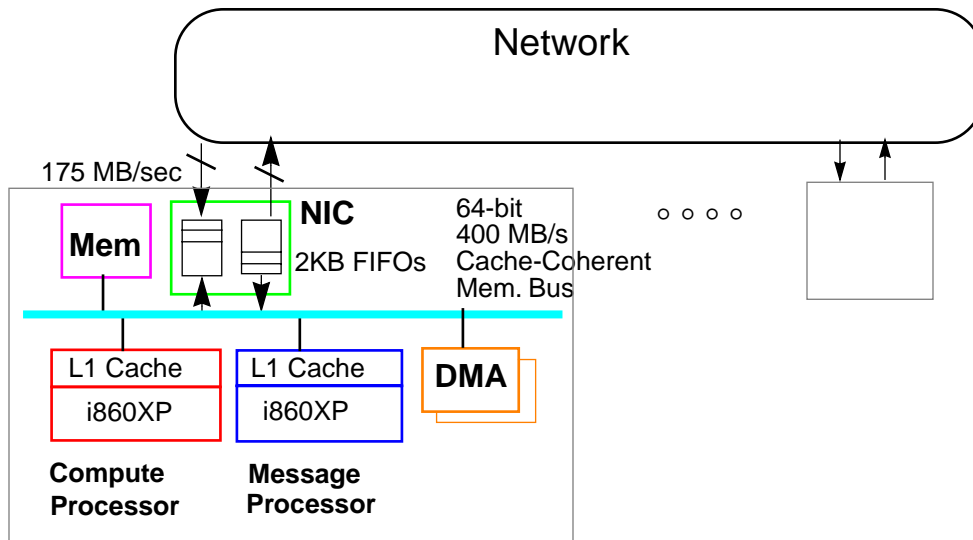 Network
175 MB/sec
NIC
Mem
2KB FIFOs
64-bit
400 MB/s
Cache-Coherent
Mem. Bus
L1 Cache
i860XP
L1 Cache
i860XP
DMA
Compute
Processor
Message
Processor